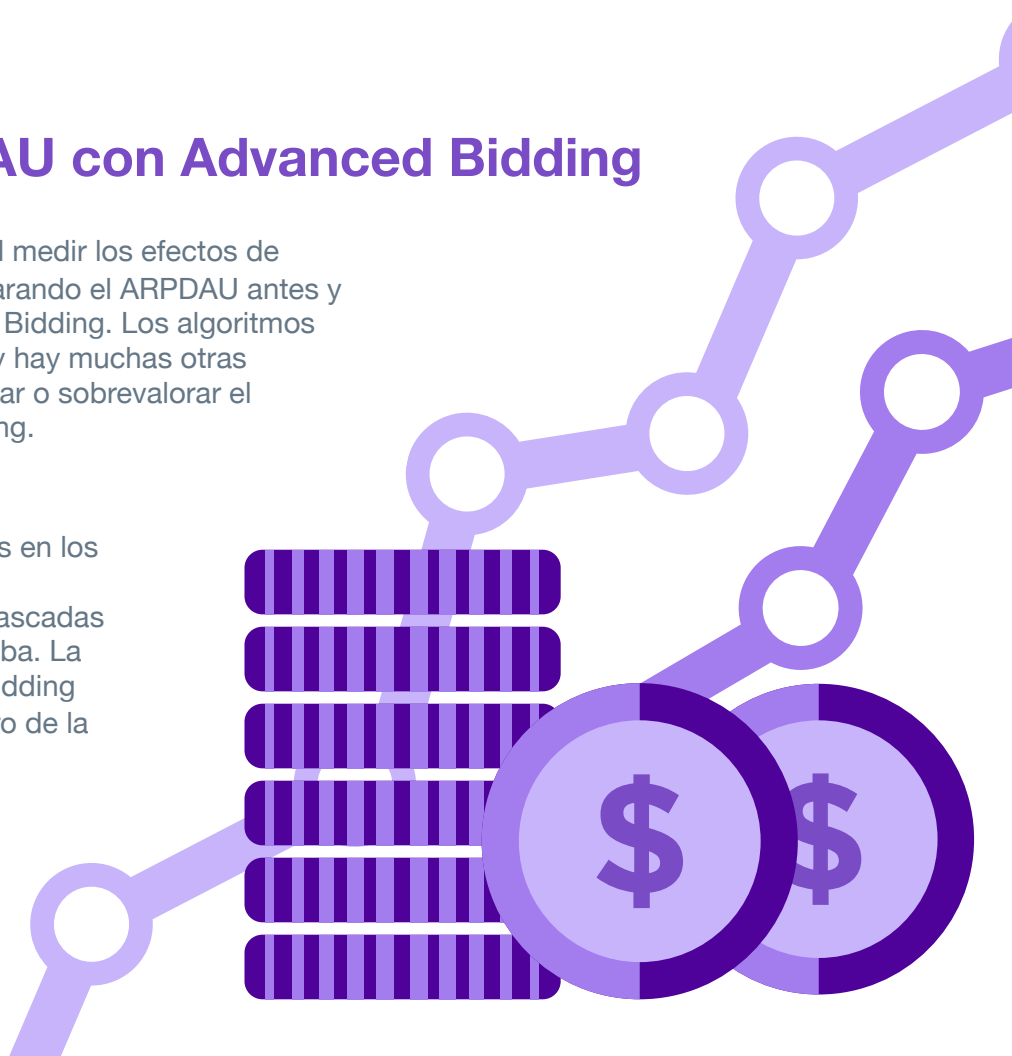 AU con Advanced Bidding
l medir los efectos de
arando el ARPDAU antes y
Bidding. Los algoritmos
y hay muchas otras
ar o sobrevalorar el
ng.
s en los
ascadas
ba. La
dding
o de la
$ $